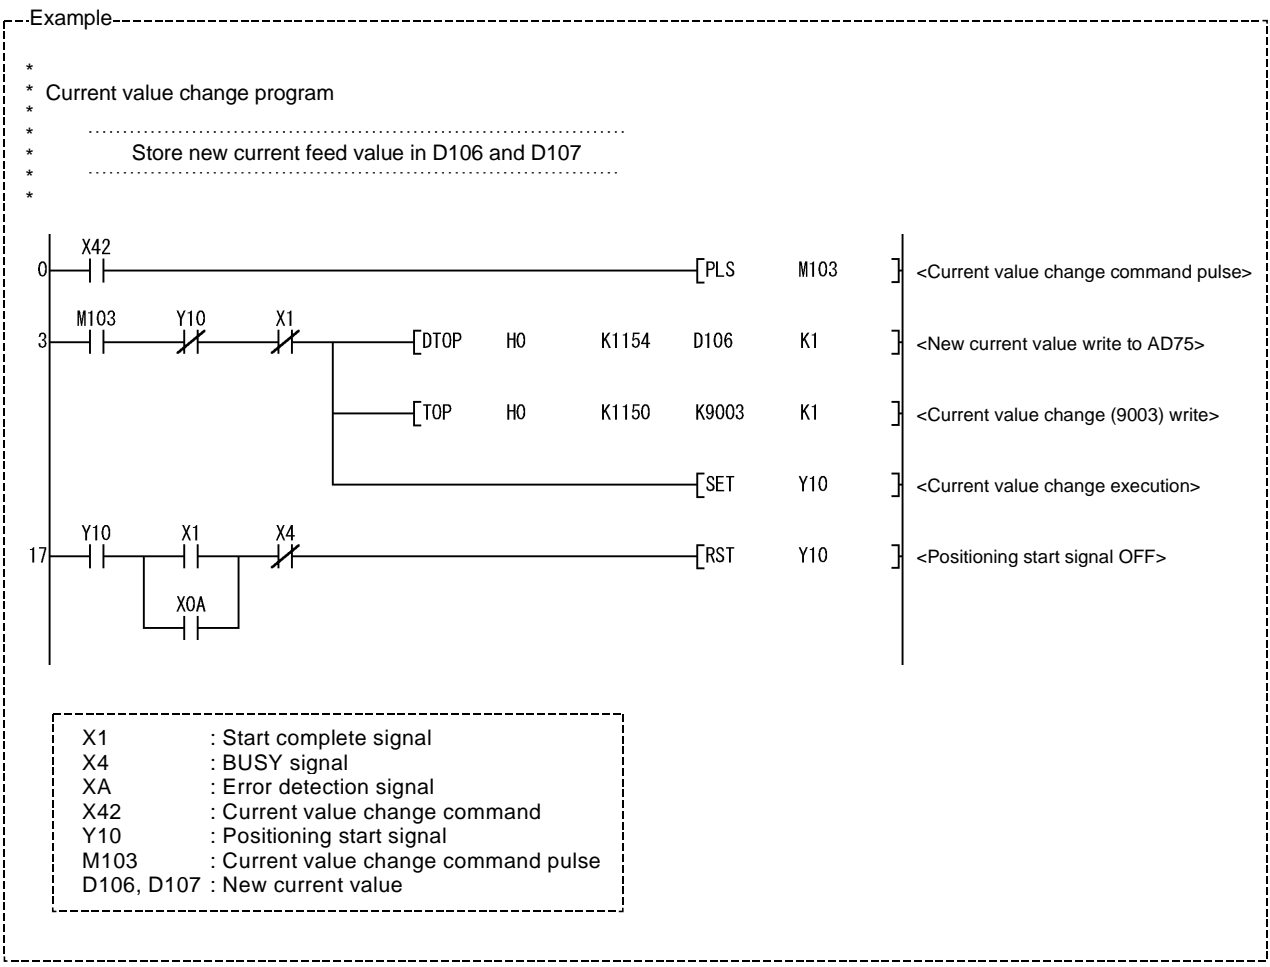 Example
*
* Current value change program
*
*
* Store new current feed value in D106 and D107
*
*
X42
0 [PLS M103 ] <Current value change command pulse>
M103 Y10 X1
3 [DTOP H0 K1154 D106 K1 ] <New current value write to AD75>
[TOP H0 K1150 K9003 K1 ] <Current value change (9003) write>
[SET Y10 ] <Current value change execution>
Y10 X1 X4
17 [RST Y10 ] <Positioning start signal OFF>
X0A
X1 : Start complete signal
X4 : BUSY signal
XA : Error detection signal
X42 : Current value change command
Y10 : Positioning start signal
M103 : Current value change command pulse
D106, D107 : New current value